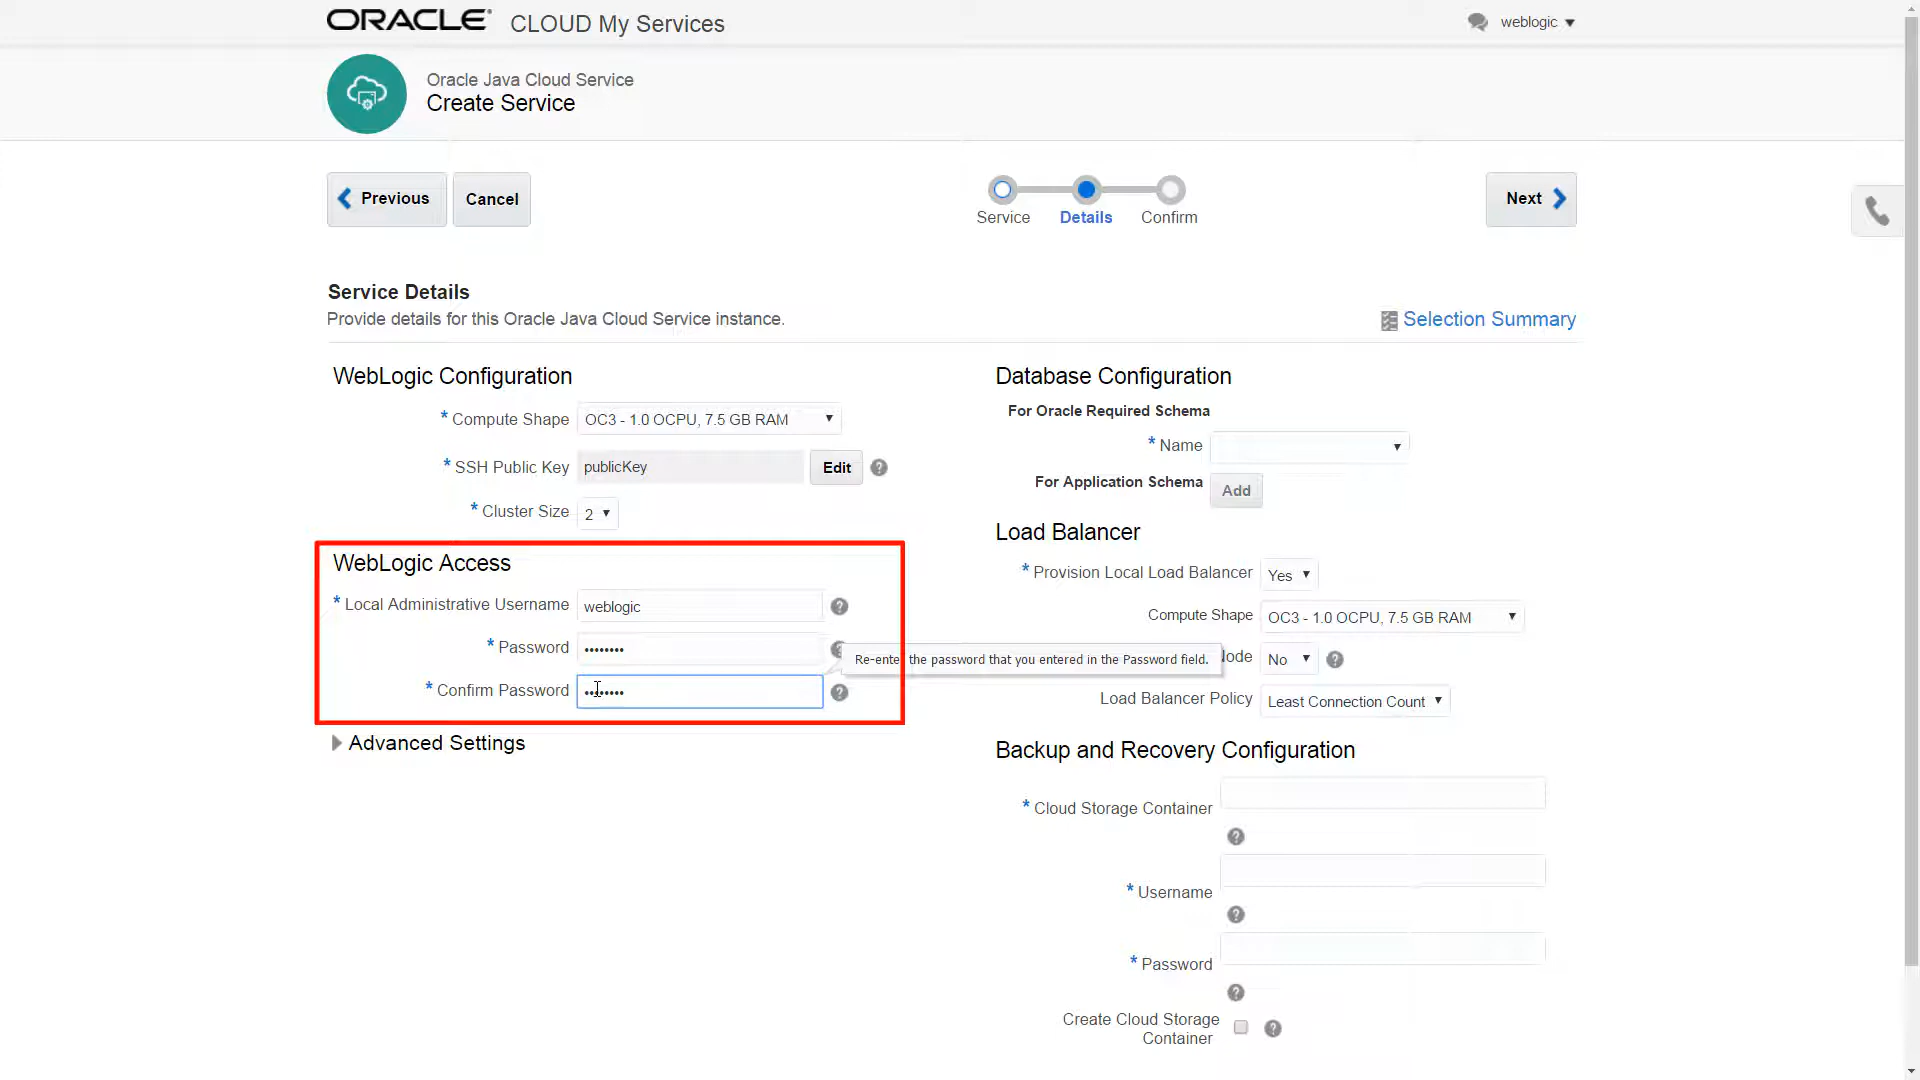 ORACLE CLOUD My Services
weblogic
Oracle Java Cloud Service
Create Service
Previous
Cancel
Service
Details
Confirm
Next
Service Details
Provide details for this Oracle Java Cloud Service instance.
Selection Summary
WebLogic Configuration
* Compute Shape OC3 - 1.0 OCPU, 7.5 GB RAM
* SSH Public Key publicKey Edit ?
* Cluster Size 2
WebLogic Access
* Local Administrative Username weblogic ?
* Password •••••••• ?
* Confirm Password •••••••• ?
Re-enter the password that you entered in the Password field.
Advanced Settings
Database Configuration
For Oracle Required Schema
* Name
For Application Schema Add
Load Balancer
* Provision Local Load Balancer Yes
Compute Shape OC3 - 1.0 OCPU, 7.5 GB RAM
No ?
Load Balancer Policy Least Connection Count
Backup and Recovery Configuration
* Cloud Storage Container
?
* Username
?
* Password
?
Create Cloud Storage
Container ?